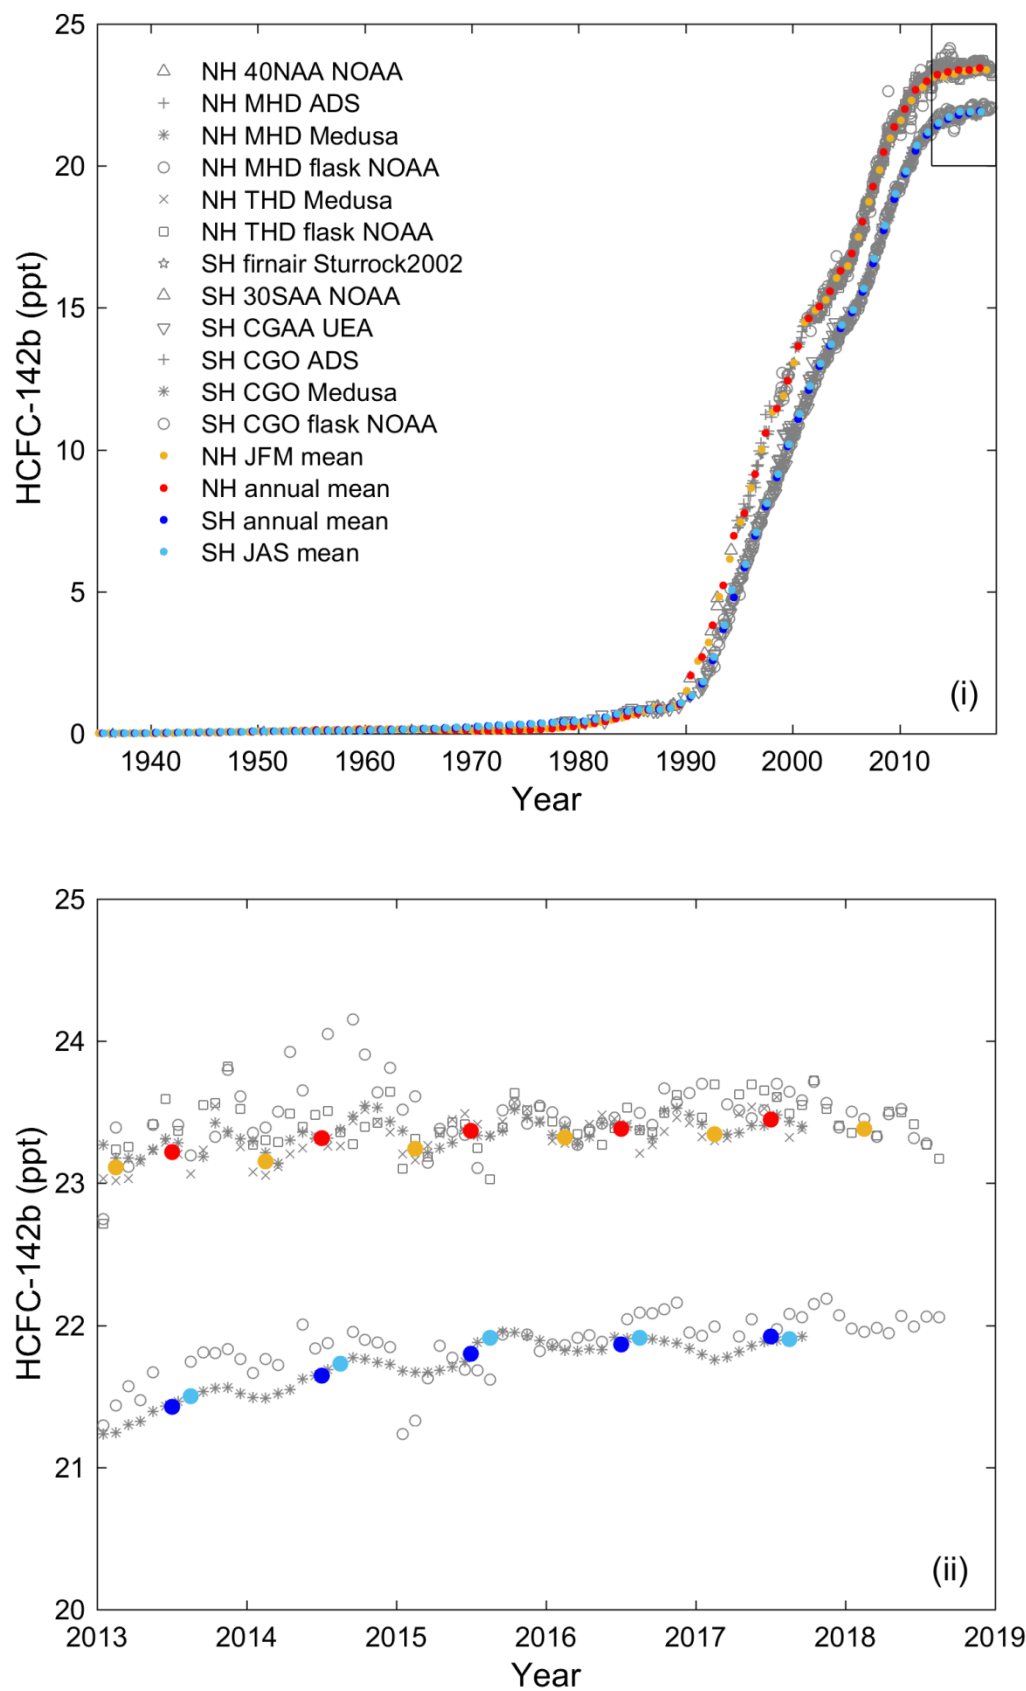 25
20
15
10
5
0
HCFC-142b (ppt)
NH 40NAA NOAA
NH MHD ADS
NH MHD Medusa
NH MHD flask NOAA
NH THD Medusa
NH THD flask NOAA
SH firnair Sturrock2002
SH 30SAA NOAA
SH CGAA UEA
SH CGO ADS
SH CGO Medusa
SH CGO flask NOAA
NH JFM mean
NH annual mean
SH annual mean
SH JAS mean
(i)
1940 1950 1960 1970 1980 1990 2000 2010
Year
25
24
23
22
21
20
HCFC-142b (ppt)
(ii)
2013 2014 2015 2016 2017 2018 2019
Year